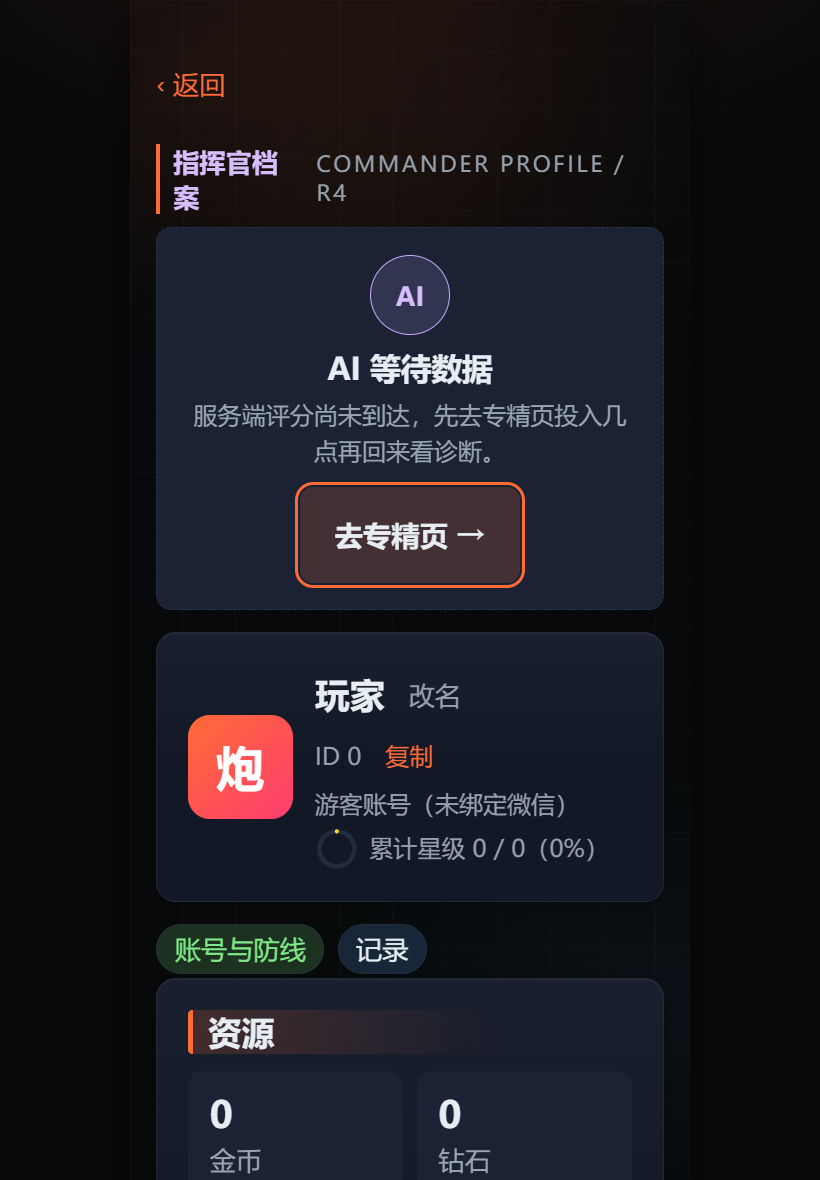 ‹ 返回
指挥官档
案
COMMANDER PROFILE /
R4
AI
AI 等待数据
服务端评分尚未到达，先去专精页投入几
点再回来看诊断。
去专精页 →
炮
玩家 改名
ID 0 复制
游客账号（未绑定微信）
累计星级 0 / 0（0%）
账号与防线 记录
资源
0 0
金币 钻石